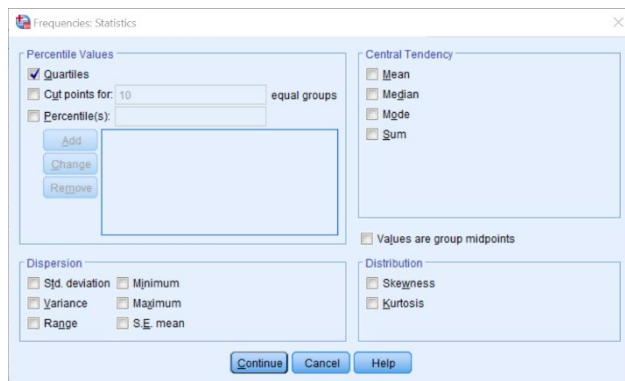 Frequencies: Statistics
Percentile Values
Quartiles
Cut points for: 10 equal groups
Percentile(s):
Add
Change
Remove
Central Tendency
Mean
Median
Mode
Sum
Values are group midpoints
Dispersion
Std. deviation Minimum
Variance Maximum
Range S.E. mean
Distribution
Skewness
Kurtosis
Continue Cancel Help